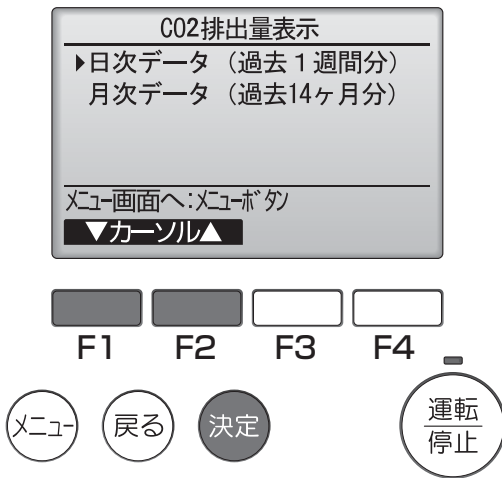 CO2排出量表示
▶日次データ（過去１週間分）
月次データ（過去14ヶ月分）
ﾒﾆｭｰ画面へ:ﾒﾆｭｰﾎﾞﾀﾝ
▼カーソル▲
F1 F2 F3 F4
メニュー 戻る 決定
運転
停止